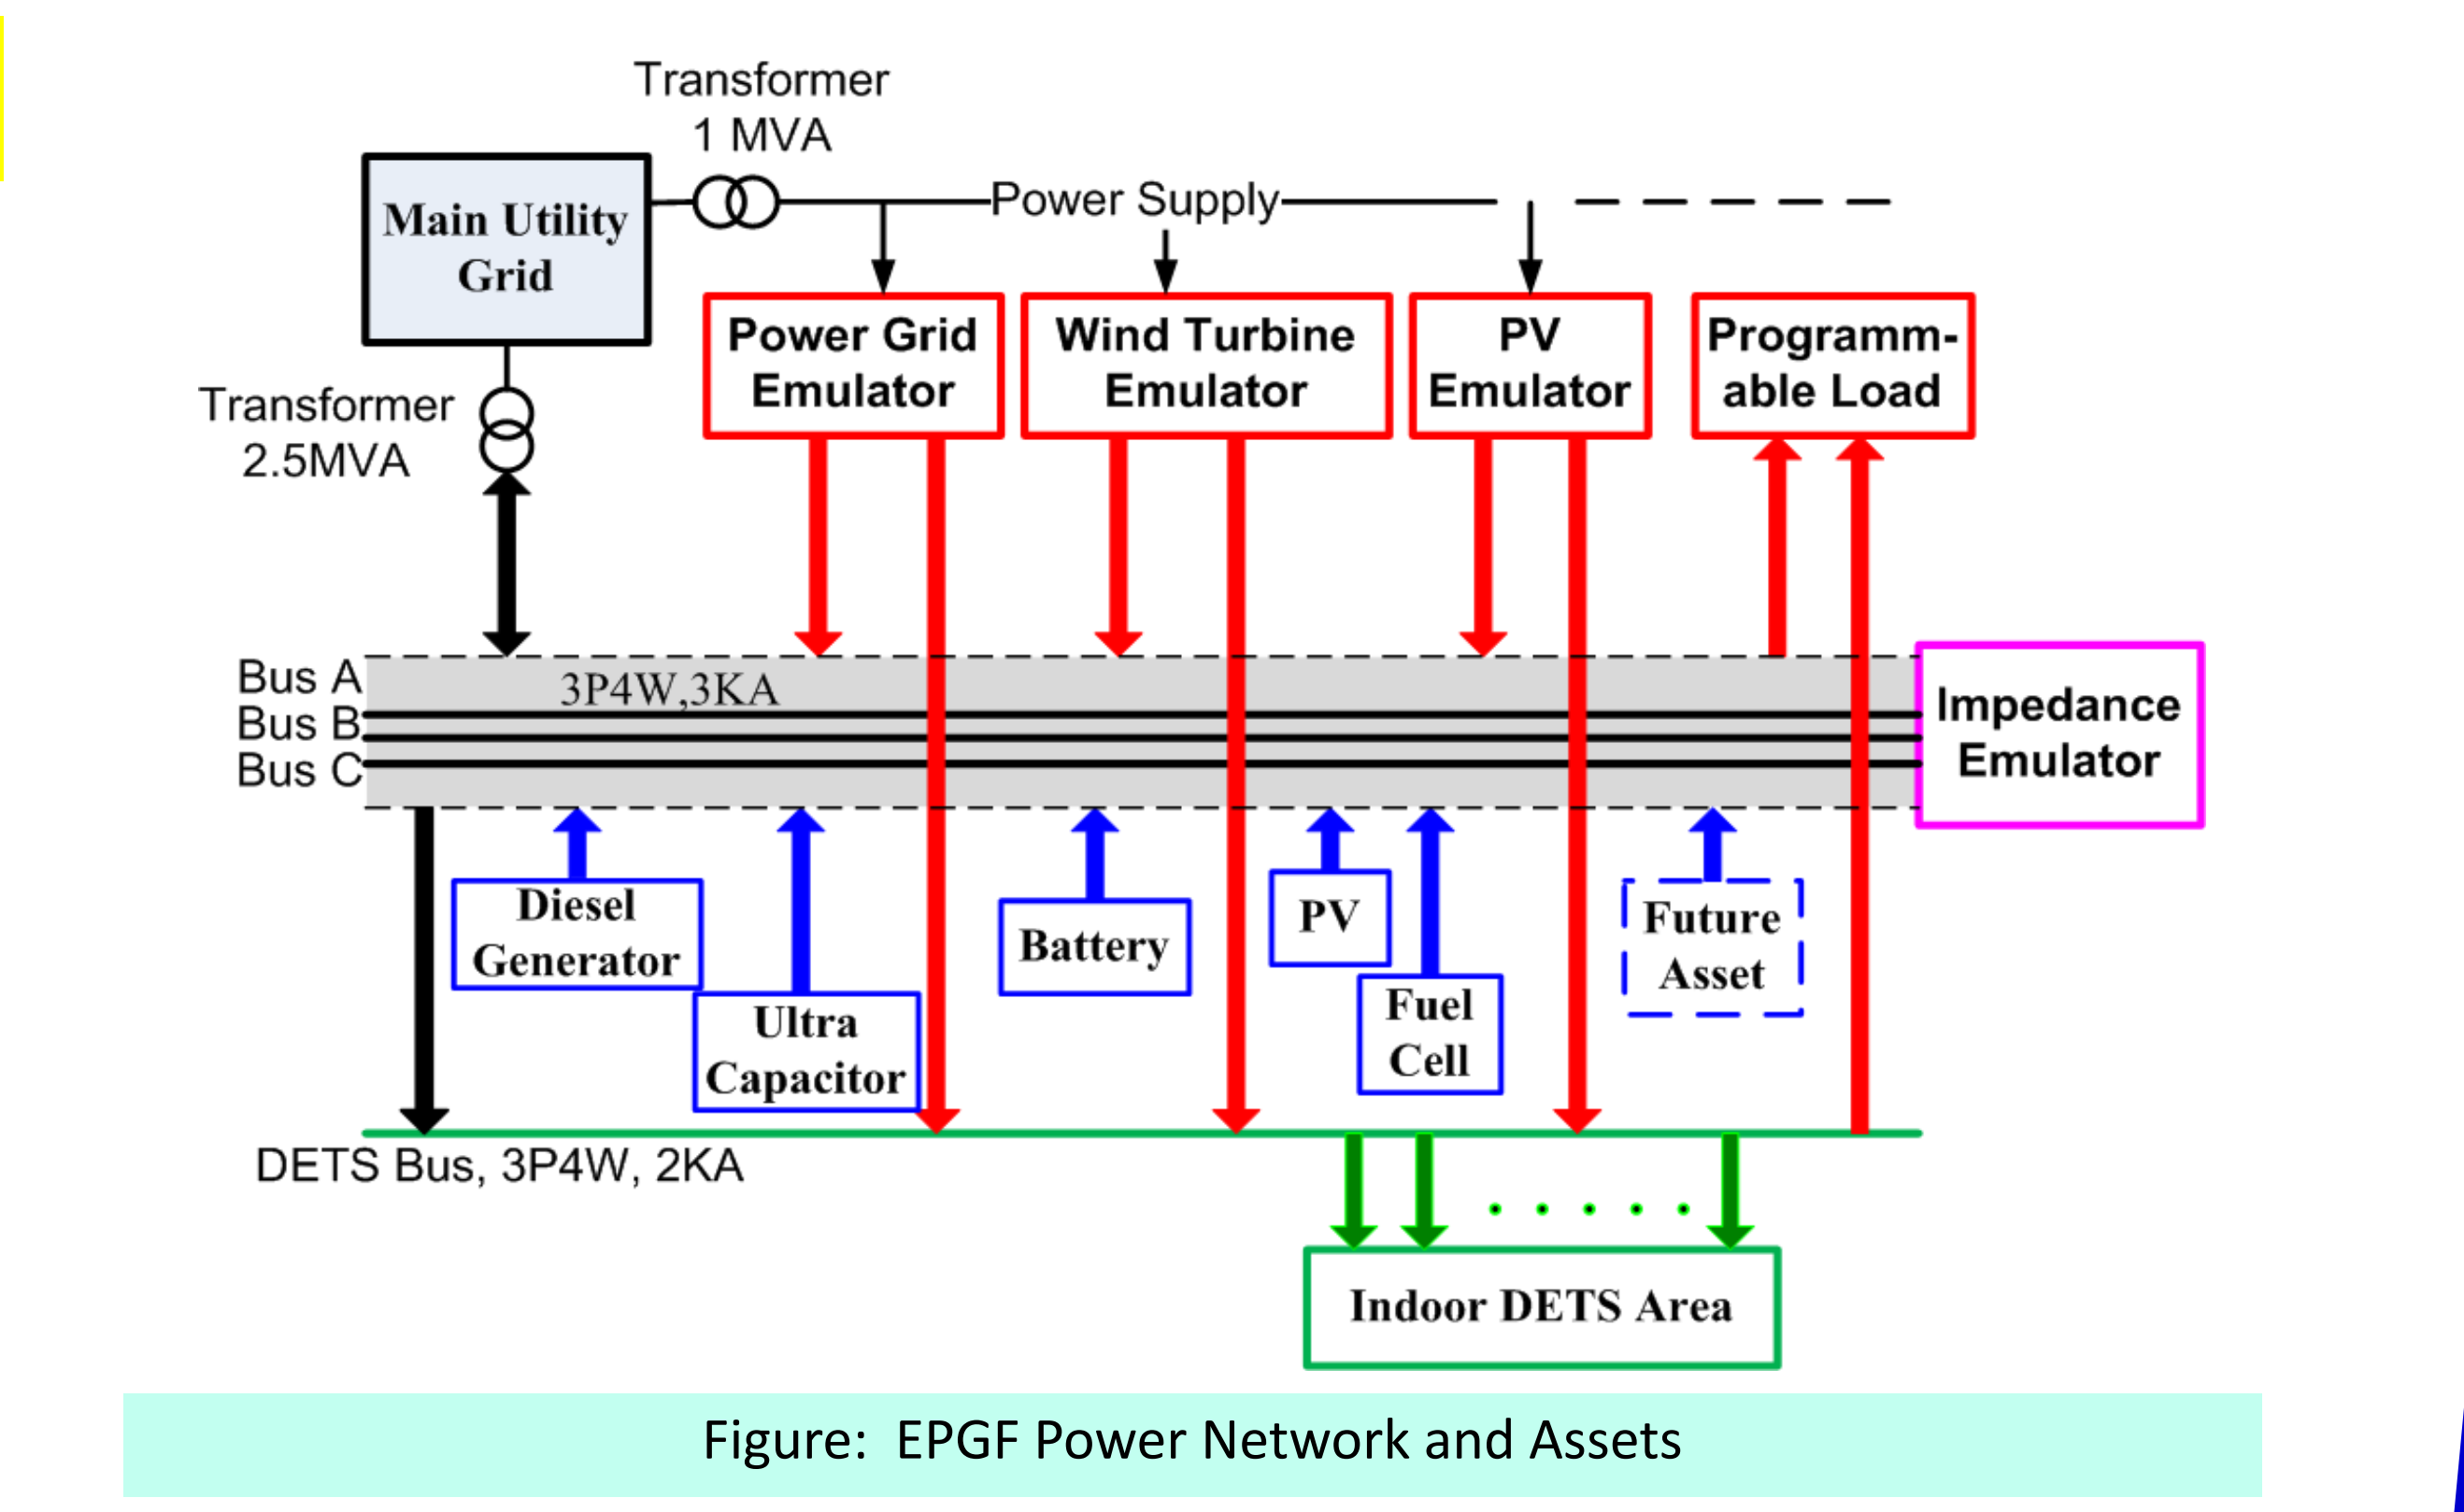 Transformer
1 MVA
Main Utility
Grid
Power Supply
Power Grid
Emulator
Wind Turbine
Emulator
PV
Emulator
Programm-
able Load
Transformer
2.5MVA
Bus A
Bus B
Bus C
3P4W,3KA
Impedance
Emulator
Diesel
Generator
Ultra
Capacitor
Battery
PV
Fuel
Cell
Future
Asset
DETS Bus, 3P4W, 2KA
Indoor DETS Area
Figure: EPGF Power Network and Assets